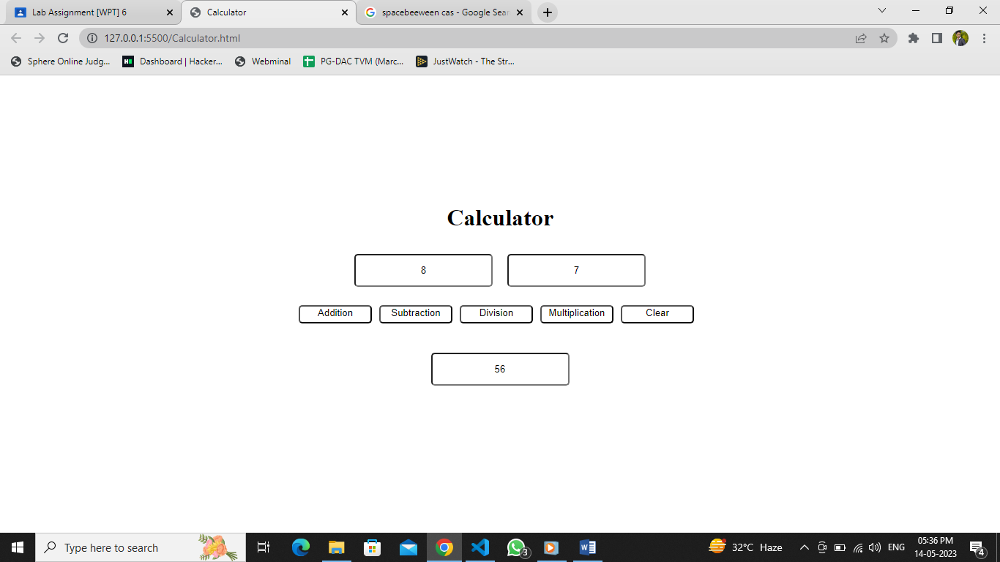 Lab Assignment [WPT] 6
Calculator
spacebeeween cas - Google Sear
127.0.0.1:5500/Calculator.html
Sphere Online Judg...
Dashboard | Hacker...
Webminal
PG-DAC TVM (Marc...
JustWatch - The Str...
Calculator
8 7
Addition Subtraction Division Multiplication Clear
56
Type here to search
3
32°C Haze
ENG
05:36 PM
14-05-2023
4